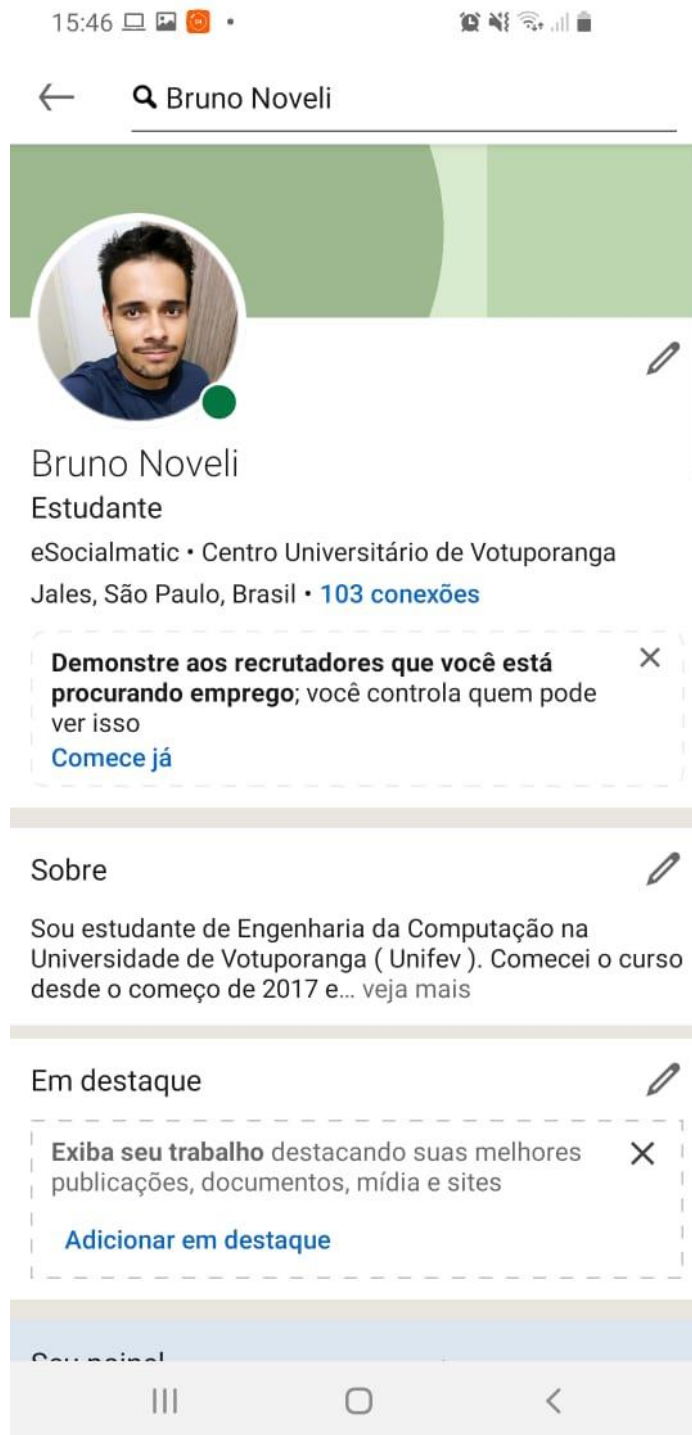 15:46
Bruno Noveli
Bruno Noveli
Estudante
eSocialmatic • Centro Universitário de Votuporanga
Jales, São Paulo, Brasil • 103 conexões
Demonstre aos recrutadores que você está
procurando emprego; você controla quem pode
ver isso
Comece já
Sobre
Sou estudante de Engenharia da Computação na
Universidade de Votuporanga ( Unifev ). Comecei o curso
desde o começo de 2017 e... veja mais
Em destaque
Exiba seu trabalho destacando suas melhores
publicações, documentos, mídia e sites
Adicionar em destaque
Seu painel